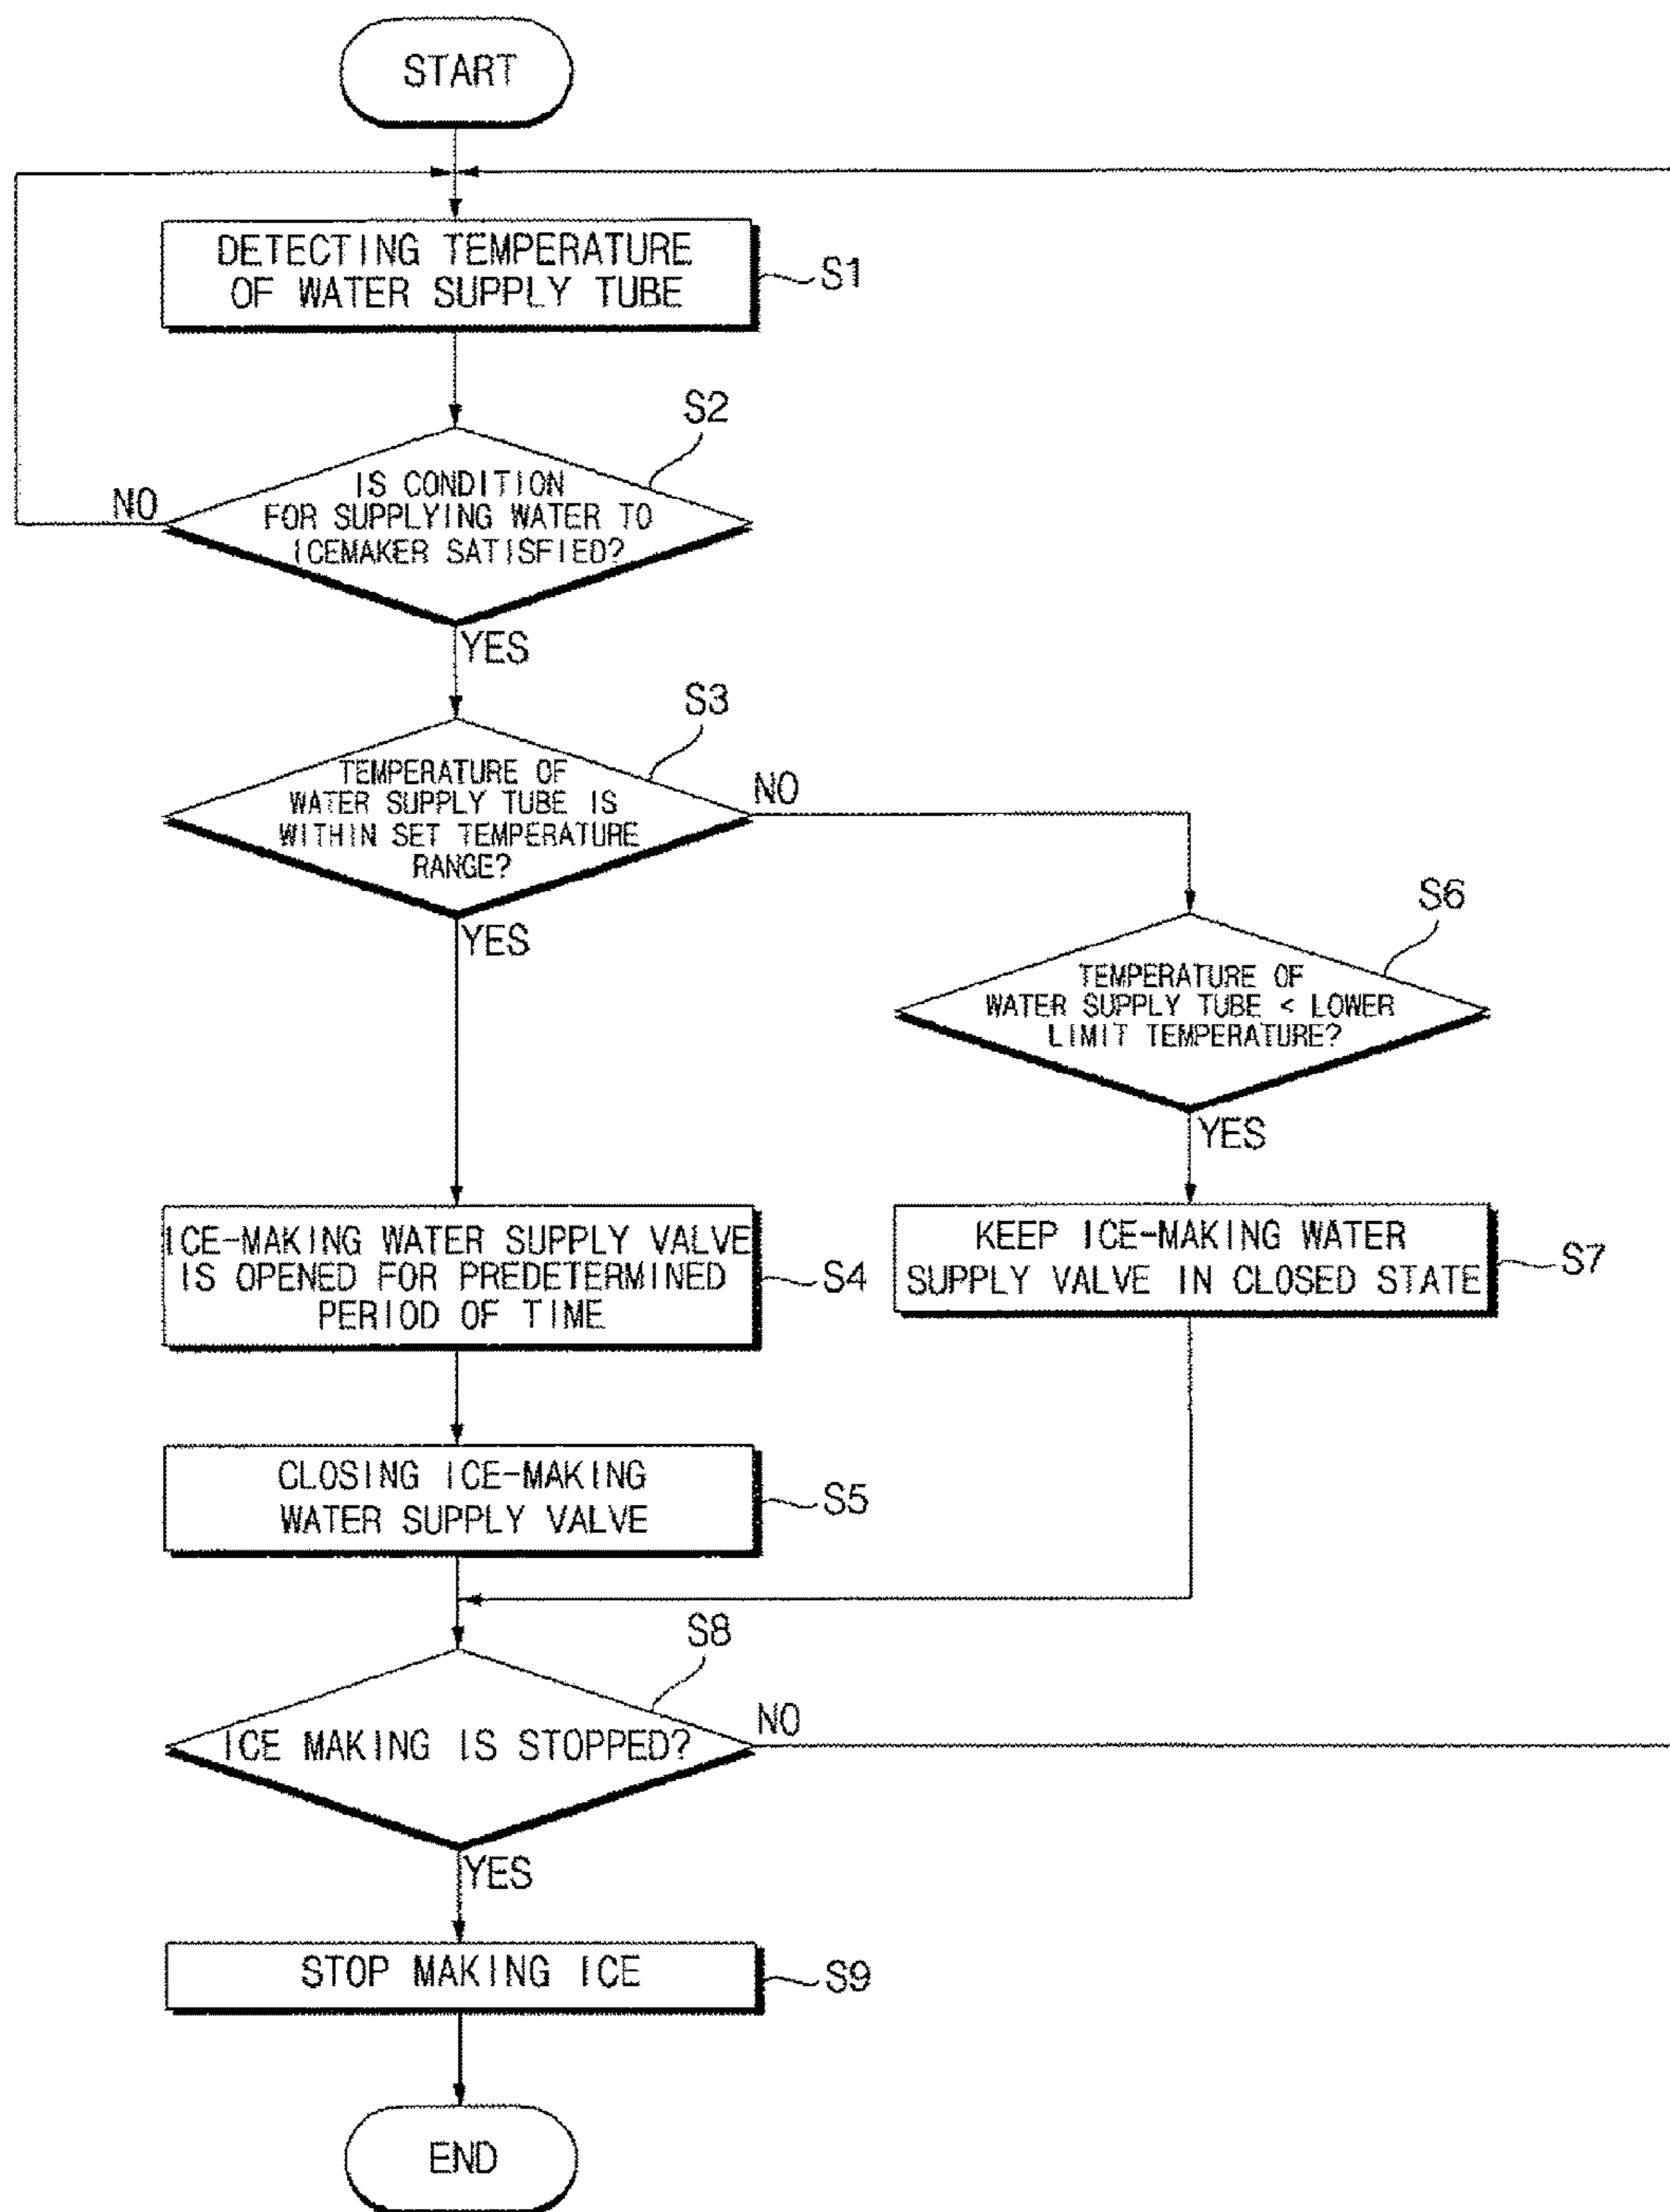 START
DETECTING TEMPERATURE
OF WATER SUPPLY TUBE
S1
S2
IS CONDITION
FOR SUPPLYING WATER TO
ICEMAKER SATISFIED?
NO
YES
S3
TEMPERATURE OF
WATER SUPPLY TUBE IS
WITHIN SET TEMPERATURE
RANGE?
NO
YES
S6
TEMPERATURE OF
WATER SUPPLY TUBE < LOWER
LIMIT TEMPERATURE?
YES
ICE-MAKING WATER SUPPLY VALVE
IS OPENED FOR PREDETERMINED
PERIOD OF TIME
S4
KEEP ICE-MAKING WATER
SUPPLY VALVE IN CLOSED STATE
S7
CLOSING ICE-MAKING
WATER SUPPLY VALVE
S5
S8
ICE MAKING IS STOPPED?
NO
YES
STOP MAKING ICE
S9
END